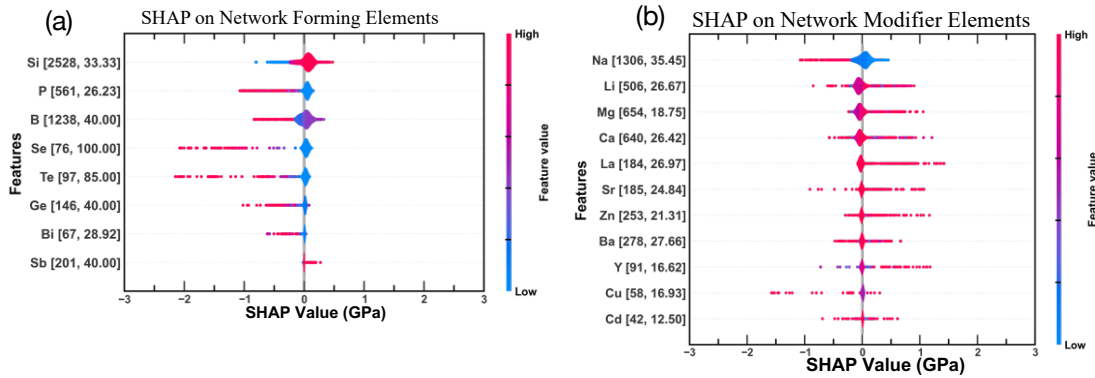 (a)
SHAP on Network Forming Elements
High
Si [2528, 33.33]
P [561, 26.23]
B [1238, 40.00]
Se [76, 100.00]
Te [97, 85.00]
Ge [146, 40.00]
Bi [67, 28.92]
Sb [201, 40.00]
Features
Feature value
Low
−3 −2 −1 0 1 2 3
SHAP Value (GPa)
(b)
SHAP on Network Modifier Elements
High
Na [1306, 35.45]
Li [506, 26.67]
Mg [654, 18.75]
Ca [640, 26.42]
La [184, 26.97]
Sr [185, 24.84]
Zn [253, 21.31]
Ba [278, 27.66]
Y [91, 16.62]
Cu [58, 16.93]
Cd [42, 12.50]
Features
Feature value
Low
−3 −2 −1 0 1 2 3
SHAP Value (GPa)